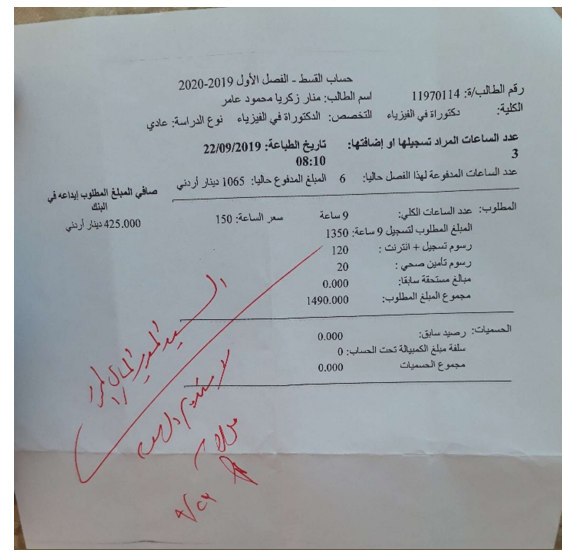 حساب القسط - الفصل الأول 2019-2020
رقم الطالب/ة: 11970114 اسم الطالب: منار زكريا محمود عامر
الكلية: دكتوراة في الفيزياء التخصص: الدكتوراة في الفيزياء نوع الدراسة: عادي
عدد الساعات المراد تسجيلها او إضافتها: تاريخ الطباعة: 22/09/2019
3 08:10
عدد الساعات المدفوعة لهذا الفصل حاليا: 6 المبلغ المدفوع حاليا: 1065 دينار أردني
صافي المبلغ المطلوب إيداعه في
البنك
425.000 دينار أردني
المطلوب: عدد الساعات الكلي: 9 ساعة سعر الساعة: 150
المبلغ المطلوب لتسجيل 9 ساعة: 1350
رسوم تسجيل + انترنت : 120
رسوم تأمين صحي : 20
مبالغ مستحقة سابقا: 0.000
مجموع المبلغ المطلوب: 1490.000
الحسميات: رصيد سابق: 0.000
سلفة مبلغ الكمبيالة تحت الحساب: 0
مجموع الحسميات 0.000
السيد المدير المالي